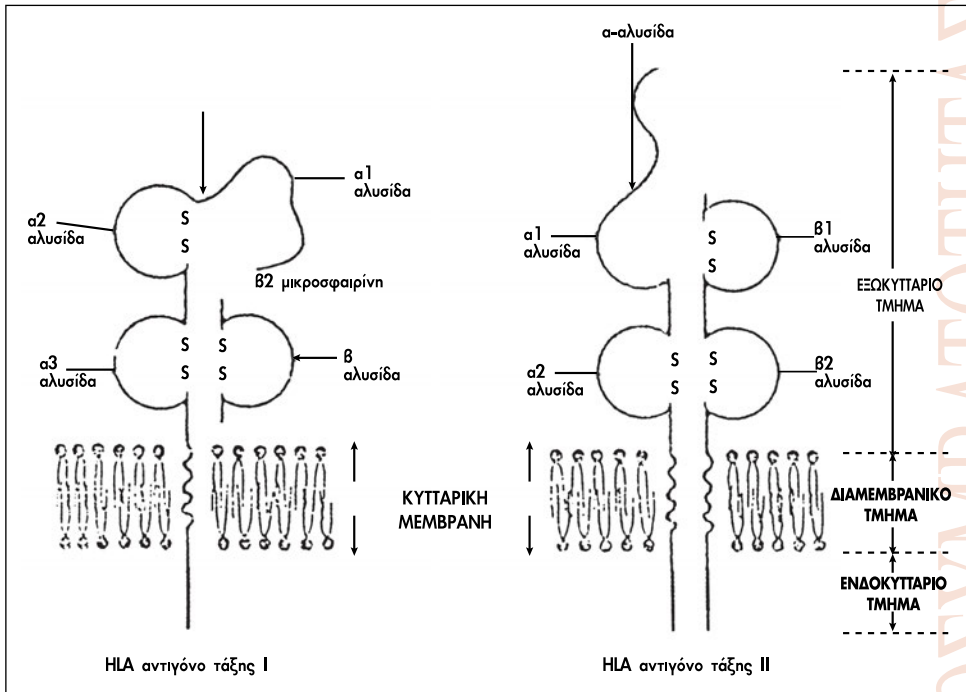 α-αλυσίδα
α1
αλυσίδα
α2
αλυσίδα
S
S
β2 μικροσφαιρίνη
α3
αλυσίδα
S S
S S
β
αλυσίδα
α1
αλυσίδα
S
S
β1
αλυσίδα
α2
αλυσίδα
S S
S S
β2
αλυσίδα
ΚΥΤΤΑΡΙΚΗ
ΜΕΜΒΡΑΝΗ
ΕΞΩΚΥΤΤΑΡΙΟ
ΤΜΗΜΑ
ΔΙΑΜΕΜΒΡΑΝΙΚΟ
ΤΜΗΜΑ
ΕΝΔΟΚΥΤΤΑΡΙΟ
ΤΜΗΜΑ
HLA αντιγόνο τάξης I
HLA αντιγόνο τάξης II